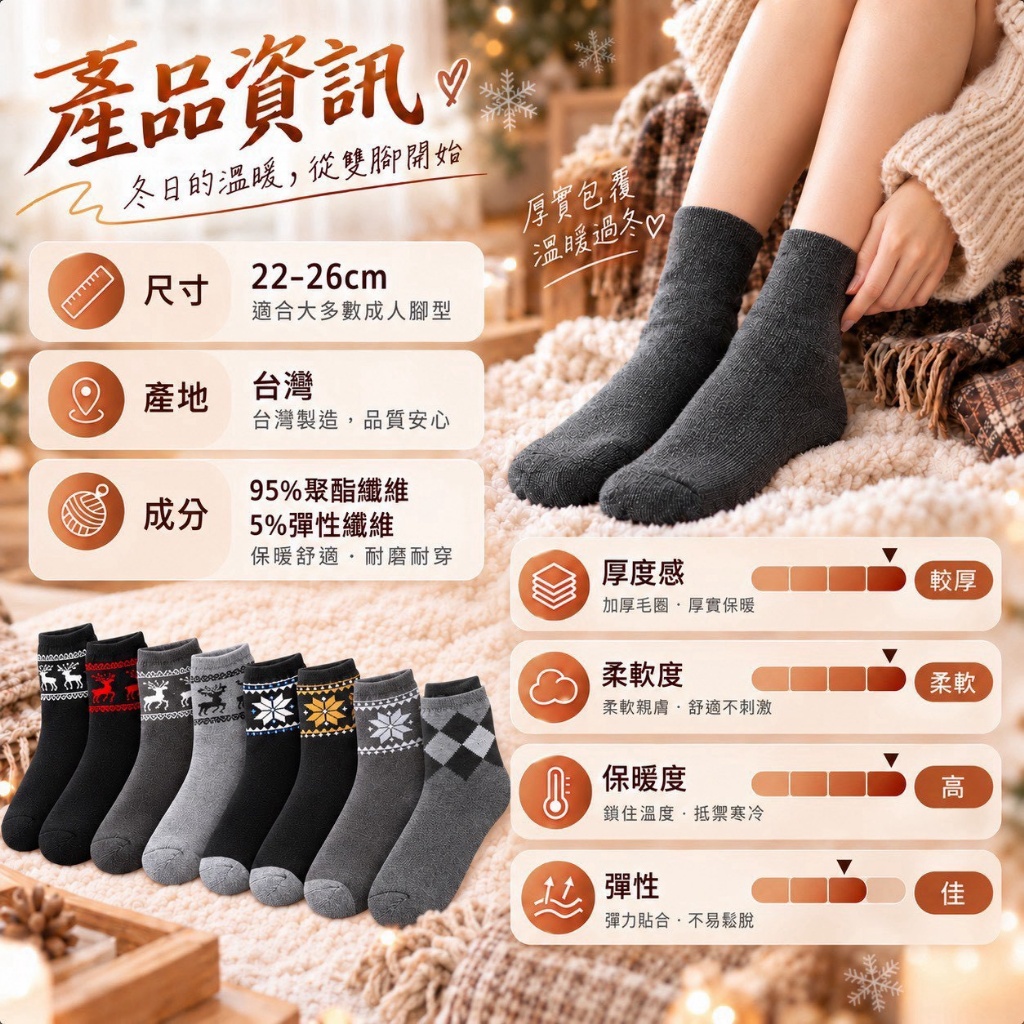 產品資訊
冬日的溫暖，從雙腳開始
厚實包覆
溫暖過冬
尺寸
22-26cm
適合大多數成人腳型
產地
台灣
台灣製造，品質安心
成分
95%聚酯纖維
5%彈性纖維
保暖舒適・耐磨耐穿
厚度感
加厚毛圈・厚實保暖
較厚
柔軟度
柔軟親膚・舒適不刺激
柔軟
保暖度
鎖住溫度・抵禦寒冷
高
彈性
彈力貼合・不易鬆脫
佳